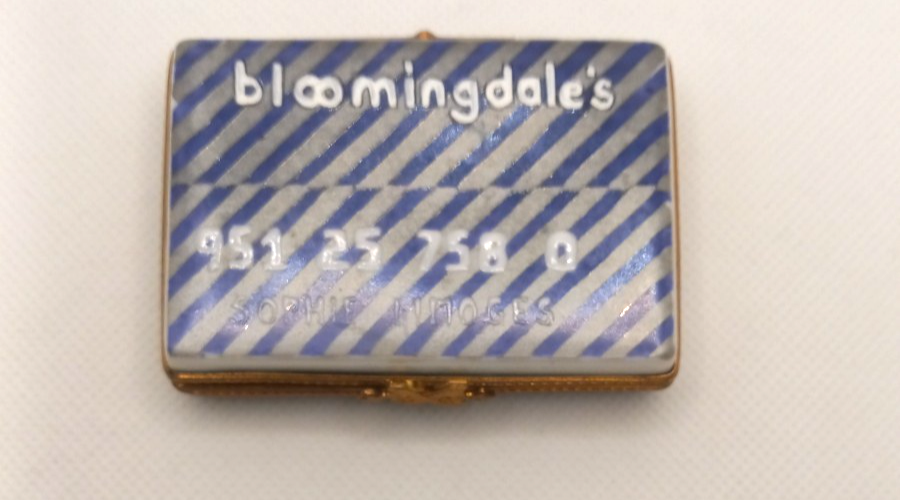 bloomingdale's
951 25 758 0
SOPHIE LIMOGES